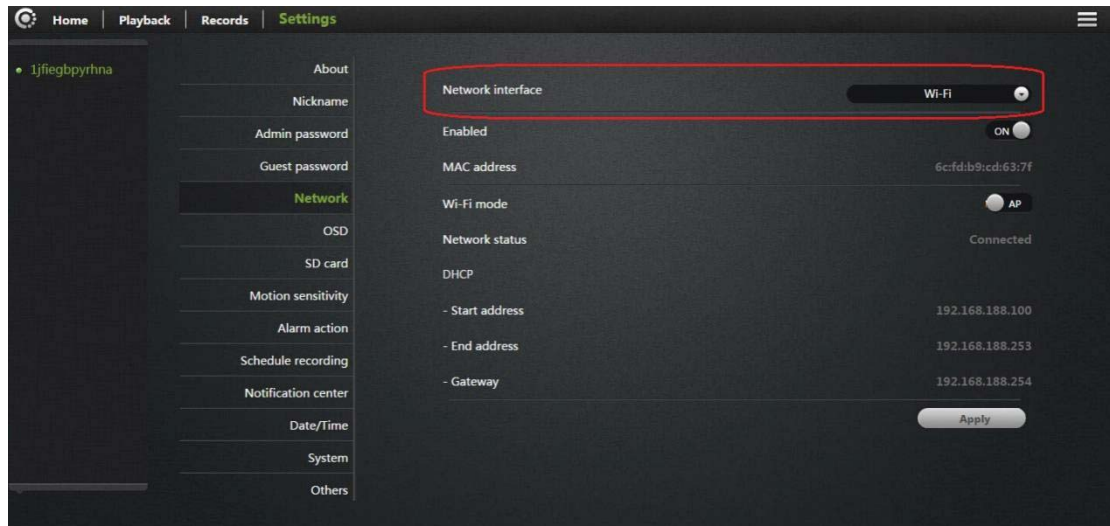 Home Playback Records Settings
1jfiegbpyrhna
About
Nickname
Admin password
Guest password
Network
OSD
SD card
Motion sensitivity
Alarm action
Schedule recording
Notification center
Date/Time
System
Others
Network interface Wi-Fi
Enabled ON
MAC address 6c:fd:b9:cd:63:7f
Wi-Fi mode AP
Network status Connected
DHCP
- Start address 192.168.188.100
- End address 192.168.188.253
- Gateway 192.168.188.254
Apply